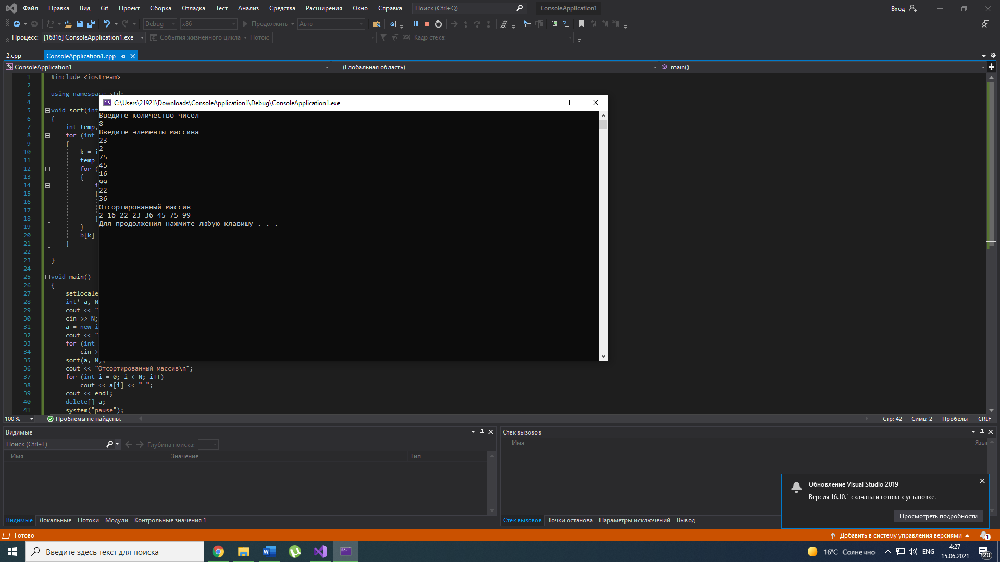 Файл Правка Вид Git Проект Сборка Отладка Тест Анализ Средства Расширения Окно Справка Поиск (Ctrl+Q) ConsoleApplication1 Вход
Debug x86 Продолжить Авто
Процесс: [16816] ConsoleApplication1.exe События жизненного цикла Поток: Кадр стека:
2.cpp ConsoleApplication1.cpp
ConsoleApplication1 (Глобальная область) main()
1 #include <iostream>
2
3 using namespace std;
4
5 void sort(int
6 {
7 int temp,
8 for (int
9 {
10 k = i
11 temp
12 for (
13 {
14 i
15 {
16
17
18 }
19 }
20 b[k]
21 }
22
23 }
24
25 void main()
26 {
27 setlocale
28 int* a, N
29 cout << "
30 cin >> N;
31 a = new i
32 cout << "
33 for (int
34 cin >
35 sort(a, N);
36 cout << "Отсортированный массив\n";
37 for (int i = 0; i < N; i++)
38 cout << a[i] << " ";
39 cout << endl;
40 delete[] a;
41 system("pause");
C:\Users\21921\Downloads\ConsoleApplication1\Debug\ConsoleApplication1.exe
Введите количество чисел
8
Введите элементы массива
23
2
75
45
16
99
22
36
Отсортированный массив
2 16 22 23 36 45 75 99
Для продолжения нажмите любую клавишу . . .
100 % Проблемы не найдены. Стр: 42 Симв: 2 Пробелы CRLF
Видимые
Поиск (Ctrl+E) Глубина поиска:
Имя Значение Тип
Видимые Локальные Потоки Модули Контрольные значения 1
Стек вызовов
Имя Язык
Стек вызовов Точки останова Параметры исключений Вывод
Обновление Visual Studio 2019
Версия 16.10.1 скачана и готова к установке.
Просмотреть подробности
Готово Добавить в систему управления версиями 1
Введите здесь текст для поиска 16°C Солнечно ENG 4:27
15.06.2021 20